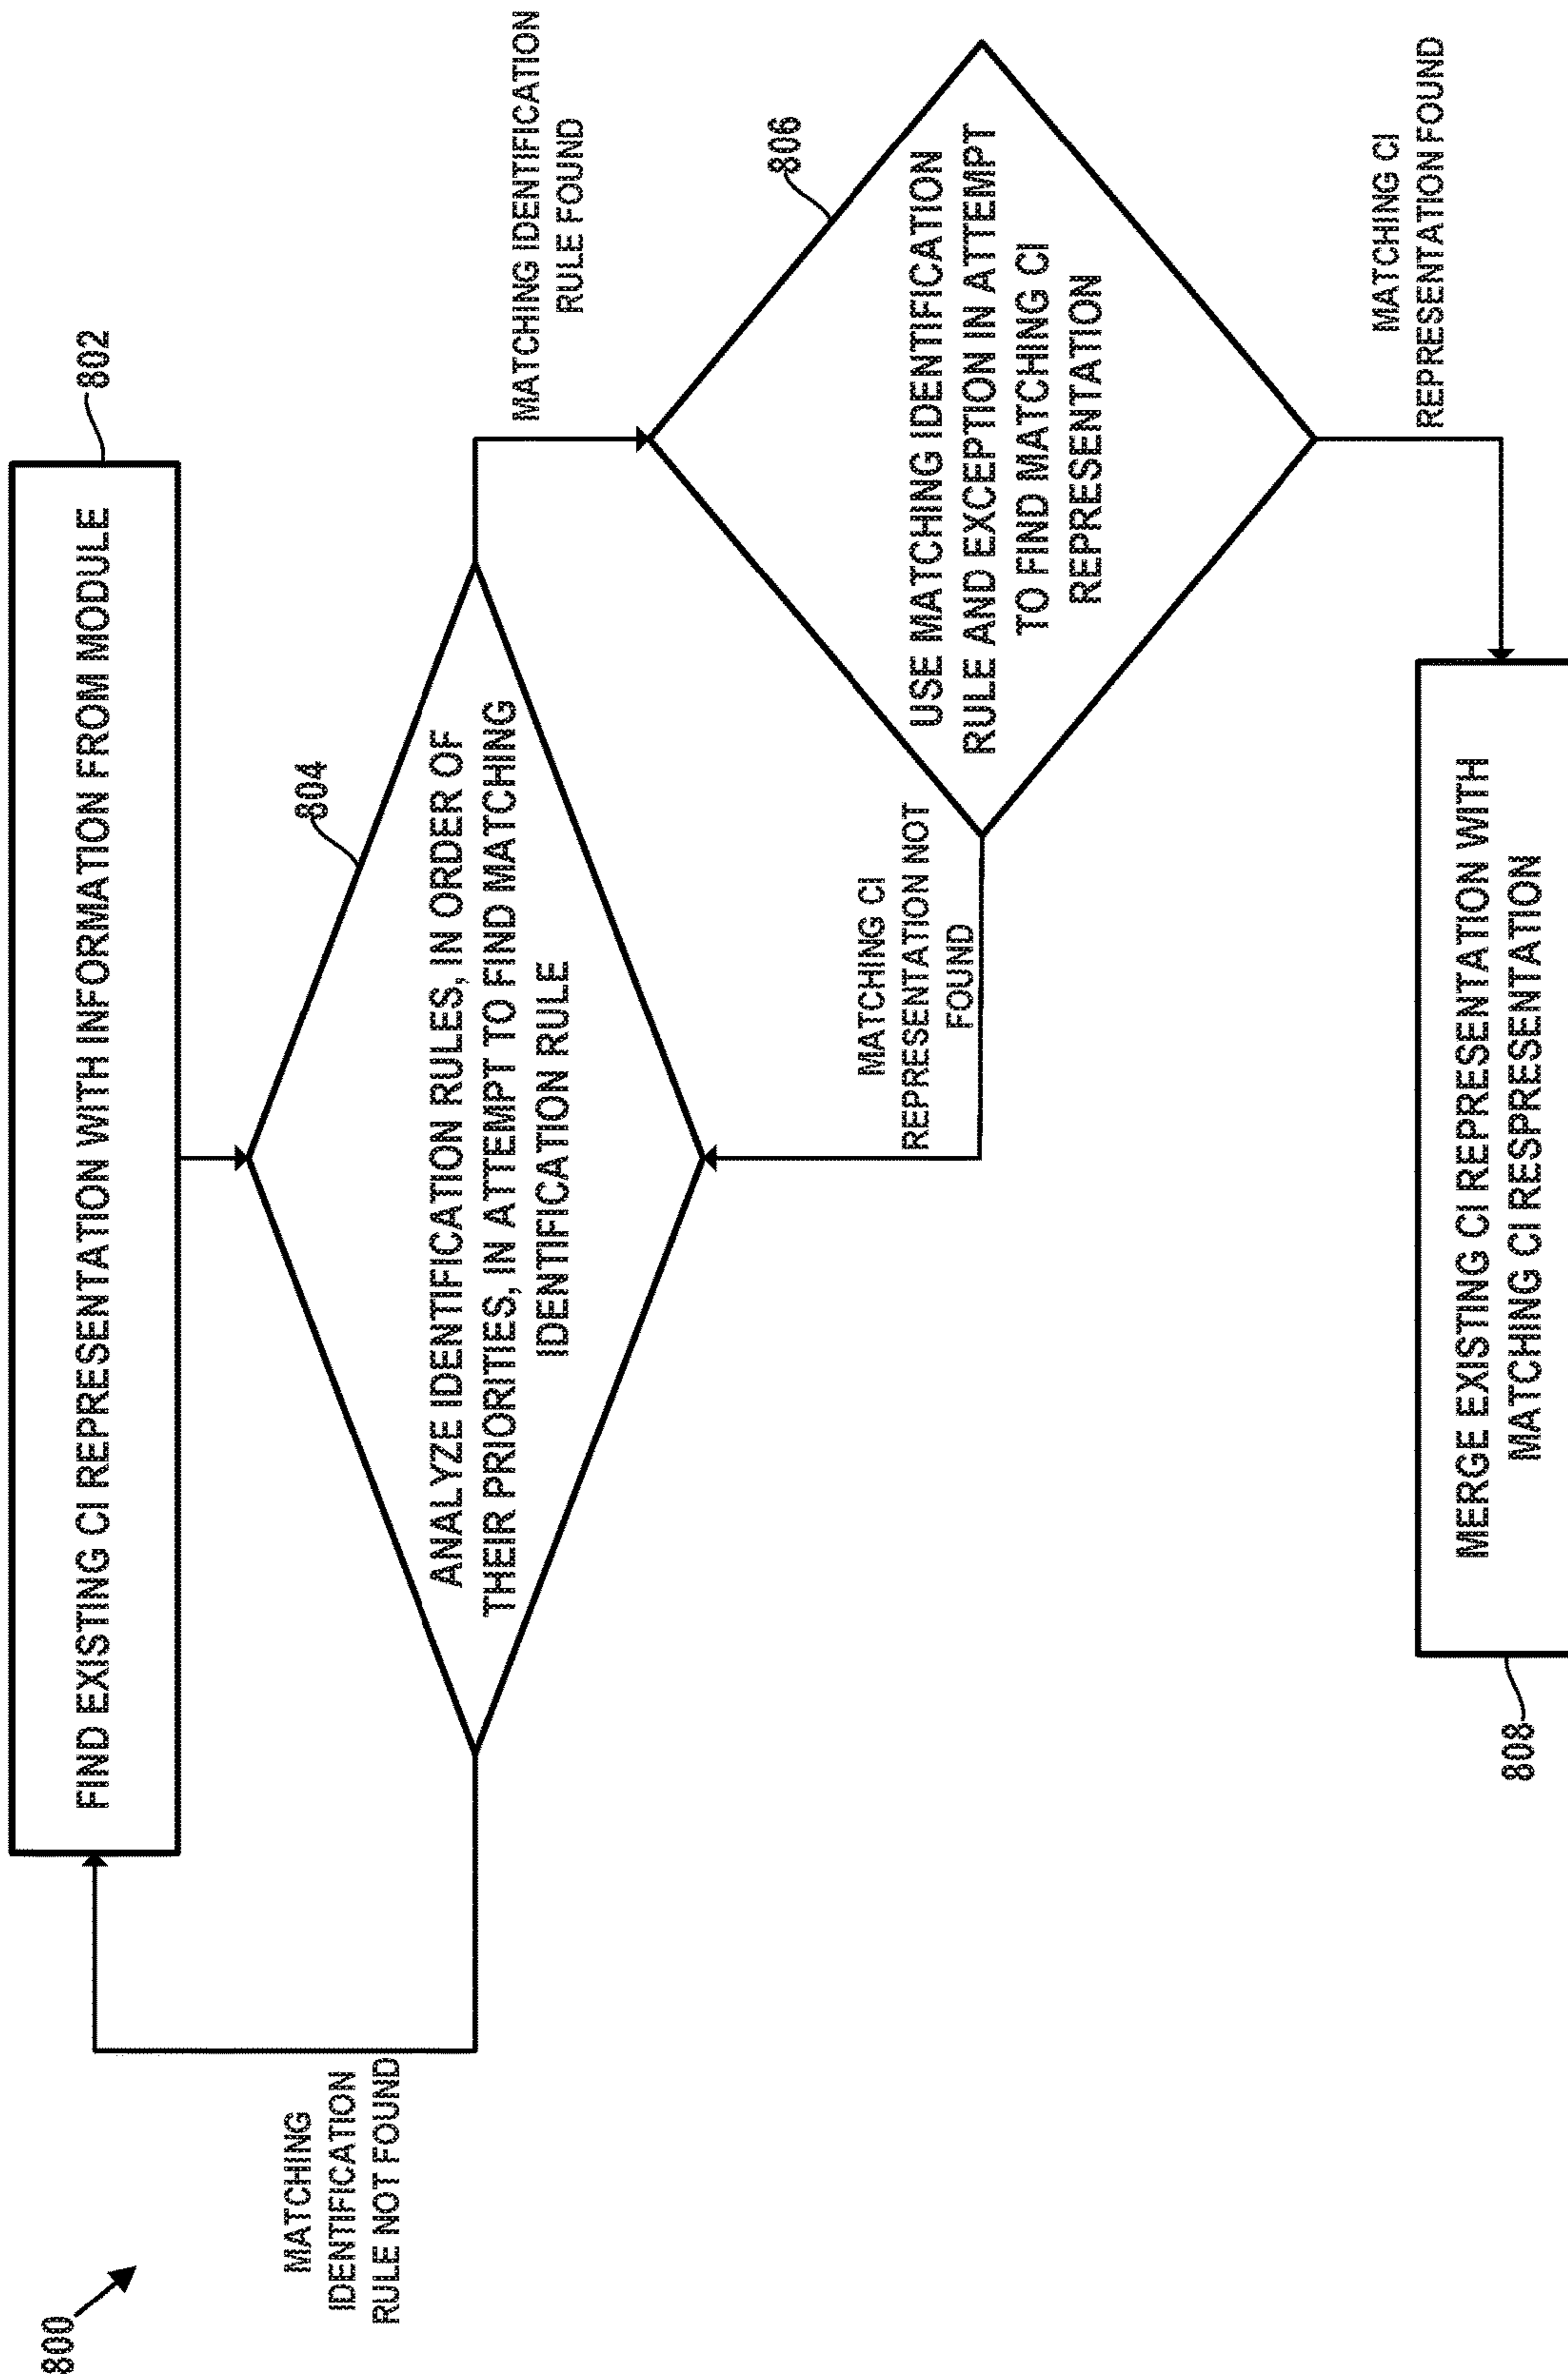 800
FIND EXISTING CI REPRESENTATION WITH INFORMATION FROM MODULE
802
MATCHING
IDENTIFICATION
RULE NOT FOUND
804
ANALYZE IDENTIFICATION RULES, IN ORDER OF
THEIR PRIORITIES, IN ATTEMPT TO FIND MATCHING
IDENTIFICATION RULE
MATCHING IDENTIFICATION
RULE FOUND
806
USE MATCHING IDENTIFICATION
RULE AND EXCEPTION IN ATTEMPT
TO FIND MATCHING CI
REPRESENTATION
MATCHING CI
REPRESENTATION NOT
FOUND
MATCHING CI
REPRESENTATION FOUND
808
MERGE EXISTING CI REPRESENTATION WITH
MATCHING CI RESPRESENTATION